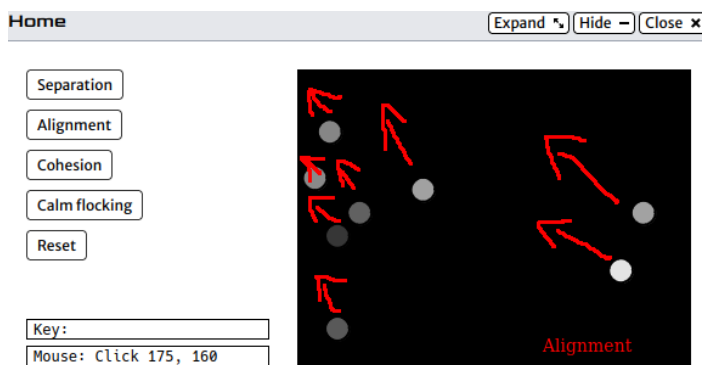 Home
Expand Hide Close
Separation
Alignment
Cohesion
Calm flocking
Reset
Key:
Mouse: Click 175, 160
Alignment